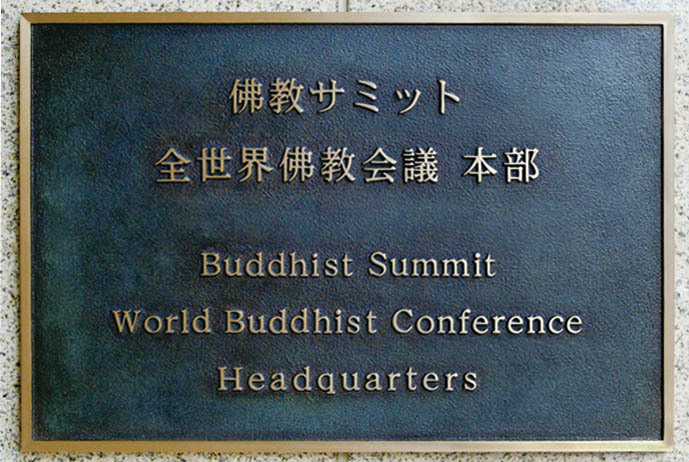 佛教サミット
全世界佛教会議 本部
Buddhist Summit
World Buddhist Conference
Headquarters